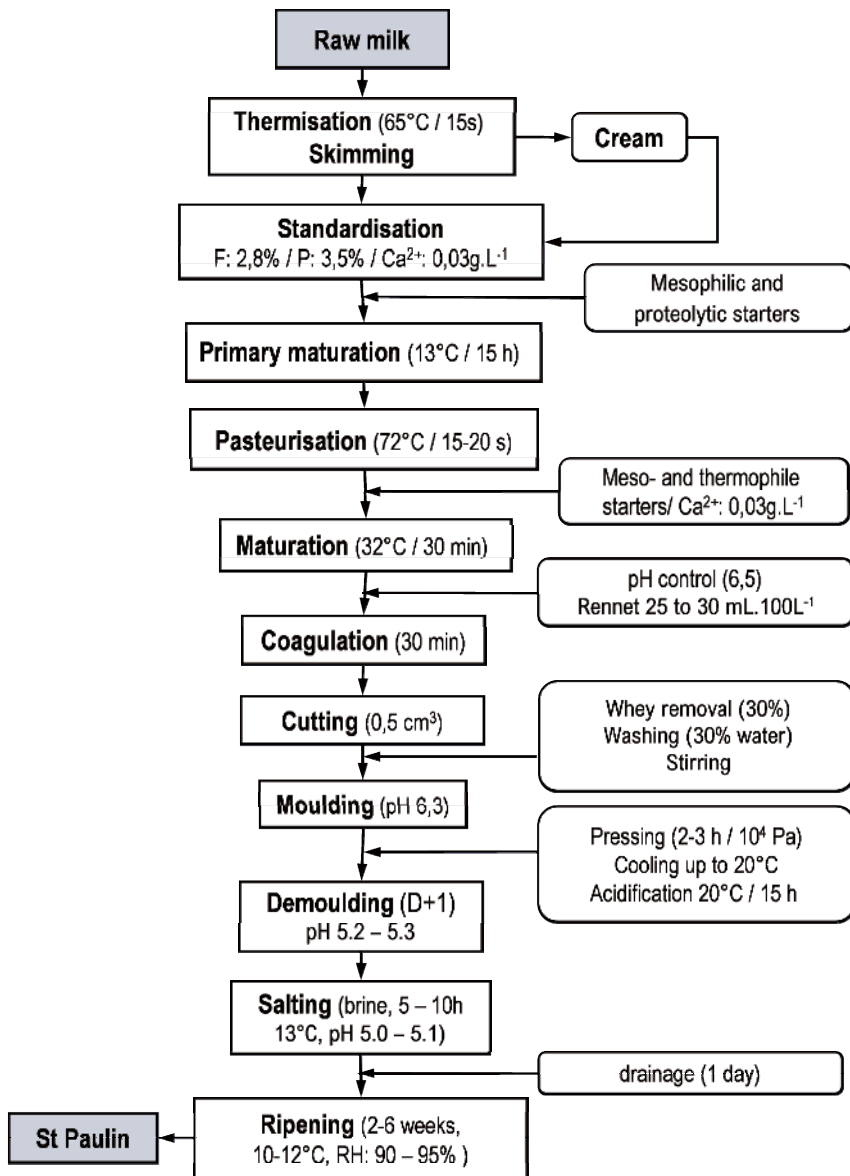 Raw milk
Thermisation (65°C / 15s)
Skimming
Cream
Standardisation
F: 2,8% / P: 3,5% / Ca²⁺: 0,03g.L⁻¹
Mesophilic and
proteolytic starters
Primary maturation (13°C / 15 h)
Pasteurisation (72°C / 15-20 s)
Meso- and thermophile
starters/ Ca²⁺: 0,03g.L⁻¹
Maturation (32°C / 30 min)
pH control (6,5)
Rennet 25 to 30 mL.100L⁻¹
Coagulation (30 min)
Cutting (0,5 cm³)
Whey removal (30%)
Washing (30% water)
Stirring
Moulding (pH 6,3)
Pressing (2-3 h / 10⁴ Pa)
Cooling up to 20°C
Acidification 20°C / 15 h
Demoulding (D+1)
pH 5.2 – 5.3
Salting (brine, 5 – 10h
13°C, pH 5.0 – 5.1)
drainage (1 day)
Ripening (2-6 weeks,
10-12°C, RH: 90 – 95% )
St Paulin